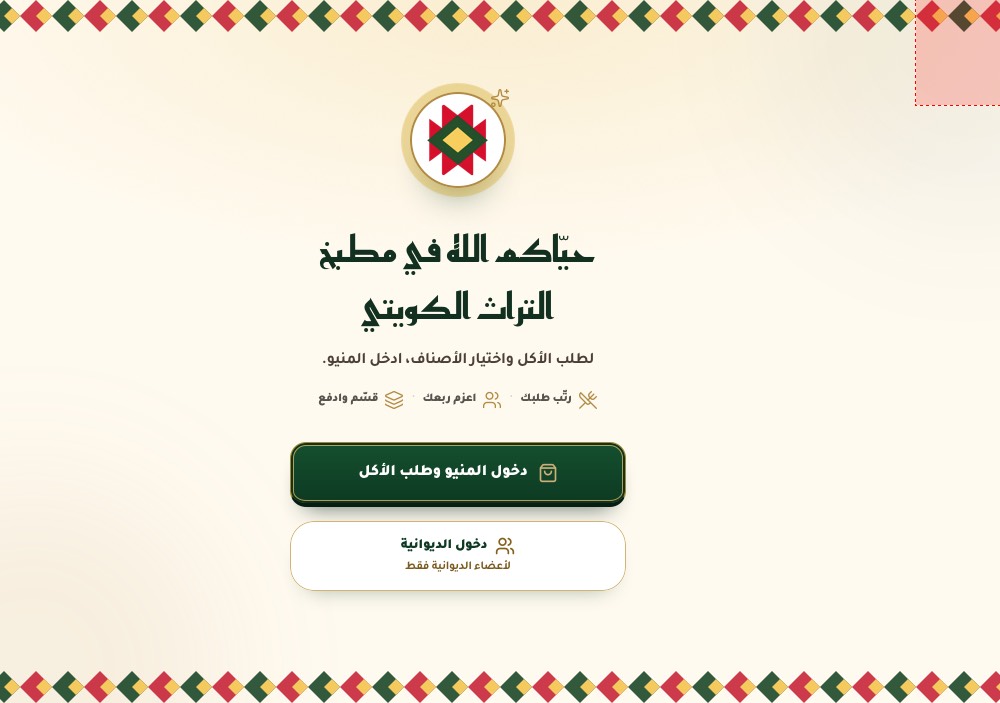 حيّاكم الله في مطبخ
التراث الكويتي
لطلب الأكل واختيار الأصناف، ادخل المنيو.
رتّب طلبك · اعزم ربعك · قسّم وادفع
دخول المنيو وطلب الأكل
دخول الديوانية
لأعضاء الديوانية فقط